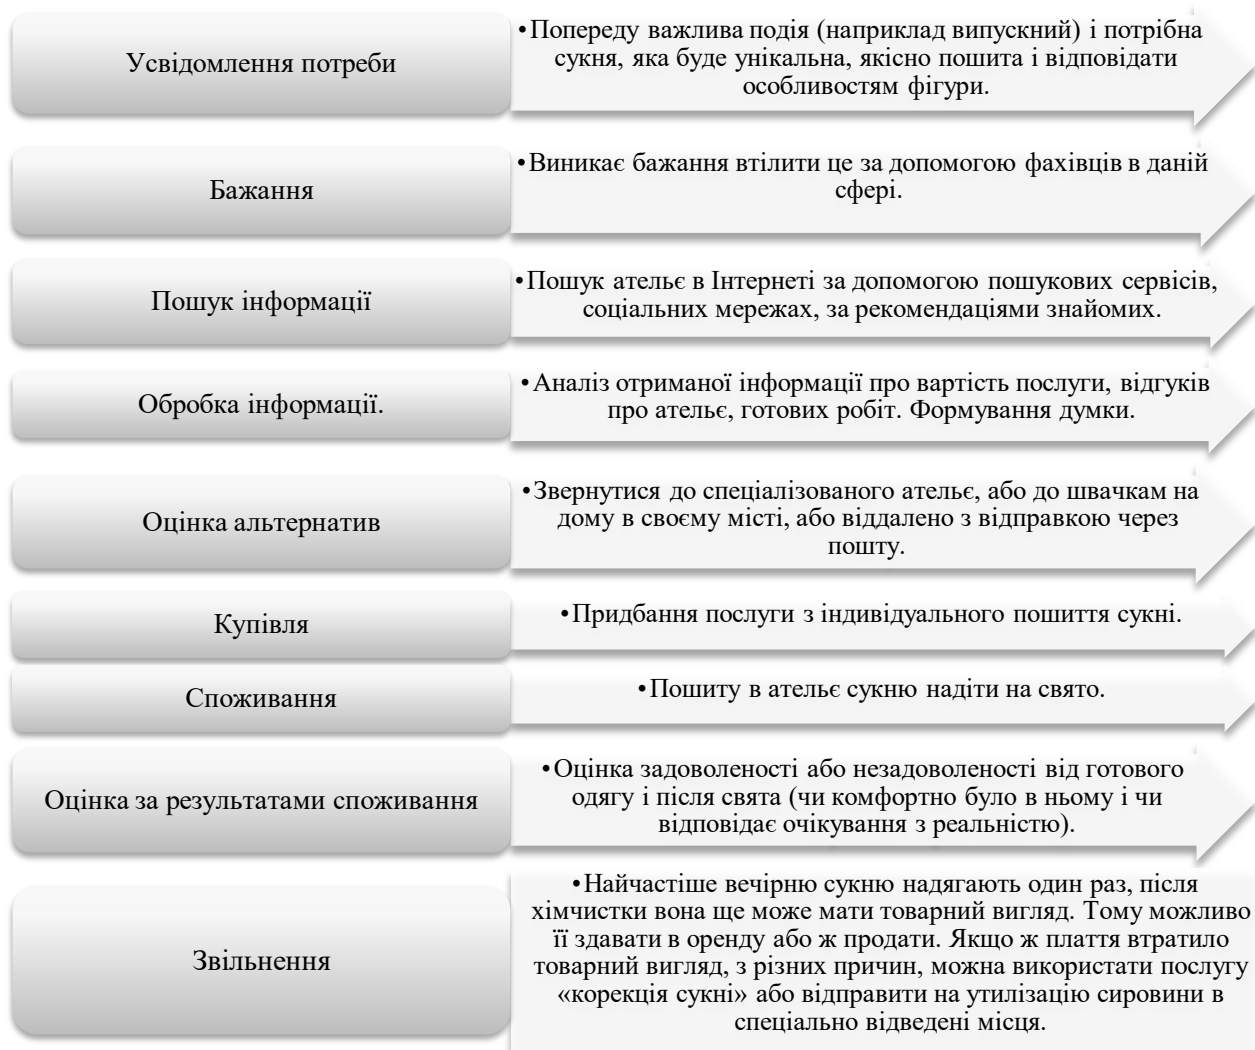 Усвідомлення потреби
•Попереду важлива подія (наприклад випускний) і потрібна
сукня, яка буде унікальна, якісно пошита і відповідати
особливостям фігури.
Бажання
•Виникає бажання втілити це за допомогою фахівців в даній
сфері.
Пошук інформації
•Пошук ательє в Інтернеті за допомогою пошукових сервісів,
соціальних мережах, за рекомендаціями знайомих.
Обробка інформації.
•Аналіз отриманої інформації про вартість послуги, відгуків
про ательє, готових робіт. Формування думки.
Оцінка альтернатив
•Звернутися до спеціалізованого ательє, або до швачкам на
дому в своєму місті, або віддалено з відправкою через
пошту.
Купівля
•Придбання послуги з індивідуального пошиття сукні.
Споживання
•Пошиту в ательє сукню надіти на свято.
Оцінка за результатами споживання
•Оцінка задоволеності або незадоволеності від готового
одягу і після свята (чи комфортно було в ньому і чи
відповідає очікування з реальністю).
Звільнення
•Найчастіше вечірню сукню надягають один раз, після
хімчистки вона ще може мати товарний вигляд. Тому можливо
її здавати в оренду або ж продати. Якщо ж плаття втратило
товарний вигляд, з різних причин, можна використати послугу
«корекція сукні» або відправити на утилізацію сировини в
спеціально відведені місця.